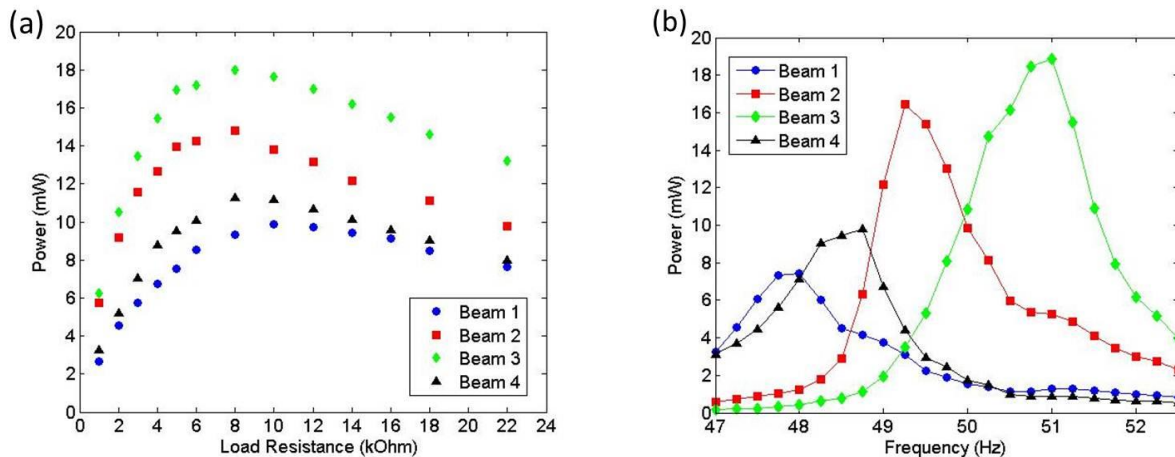 (a)
20
18
16
14
12
10
8
6
4
2
0
Power (mW)
0 2 4 6 8 10 12 14 16 18 20 22 24
Load Resistance (kOhm)
Beam 1
Beam 2
Beam 3
Beam 4
(b)
20
18
16
14
12
10
8
6
4
2
0
Power (mW)
47 48 49 50 51 52
Frequency (Hz)
Beam 1
Beam 2
Beam 3
Beam 4